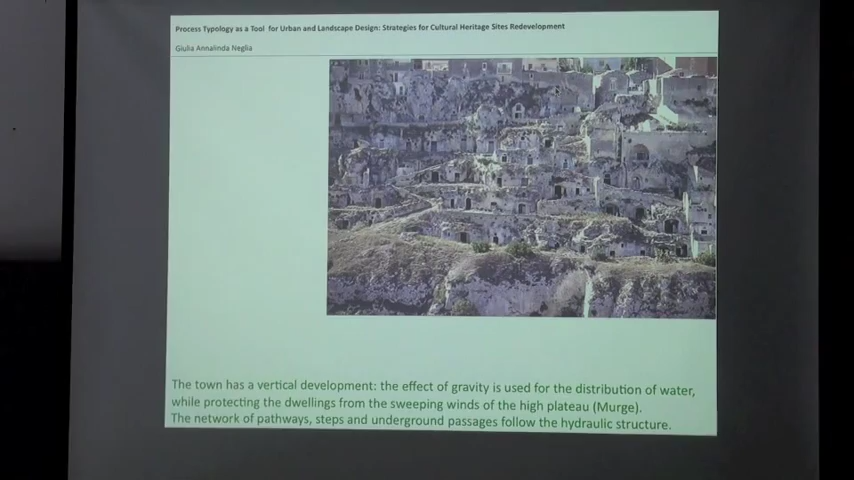 Process Typology as a Tool for Urban and Landscape Design: Strategies for Cultural Heritage Sites Redevelopment
Giulia Annalinda Neglia
The town has a vertical development: the effect of gravity is used for the distribution of water,
while protecting the dwellings from the sweeping winds of the high plateau (Murge).
The network of pathways, steps and underground passages follow the hydraulic structure.